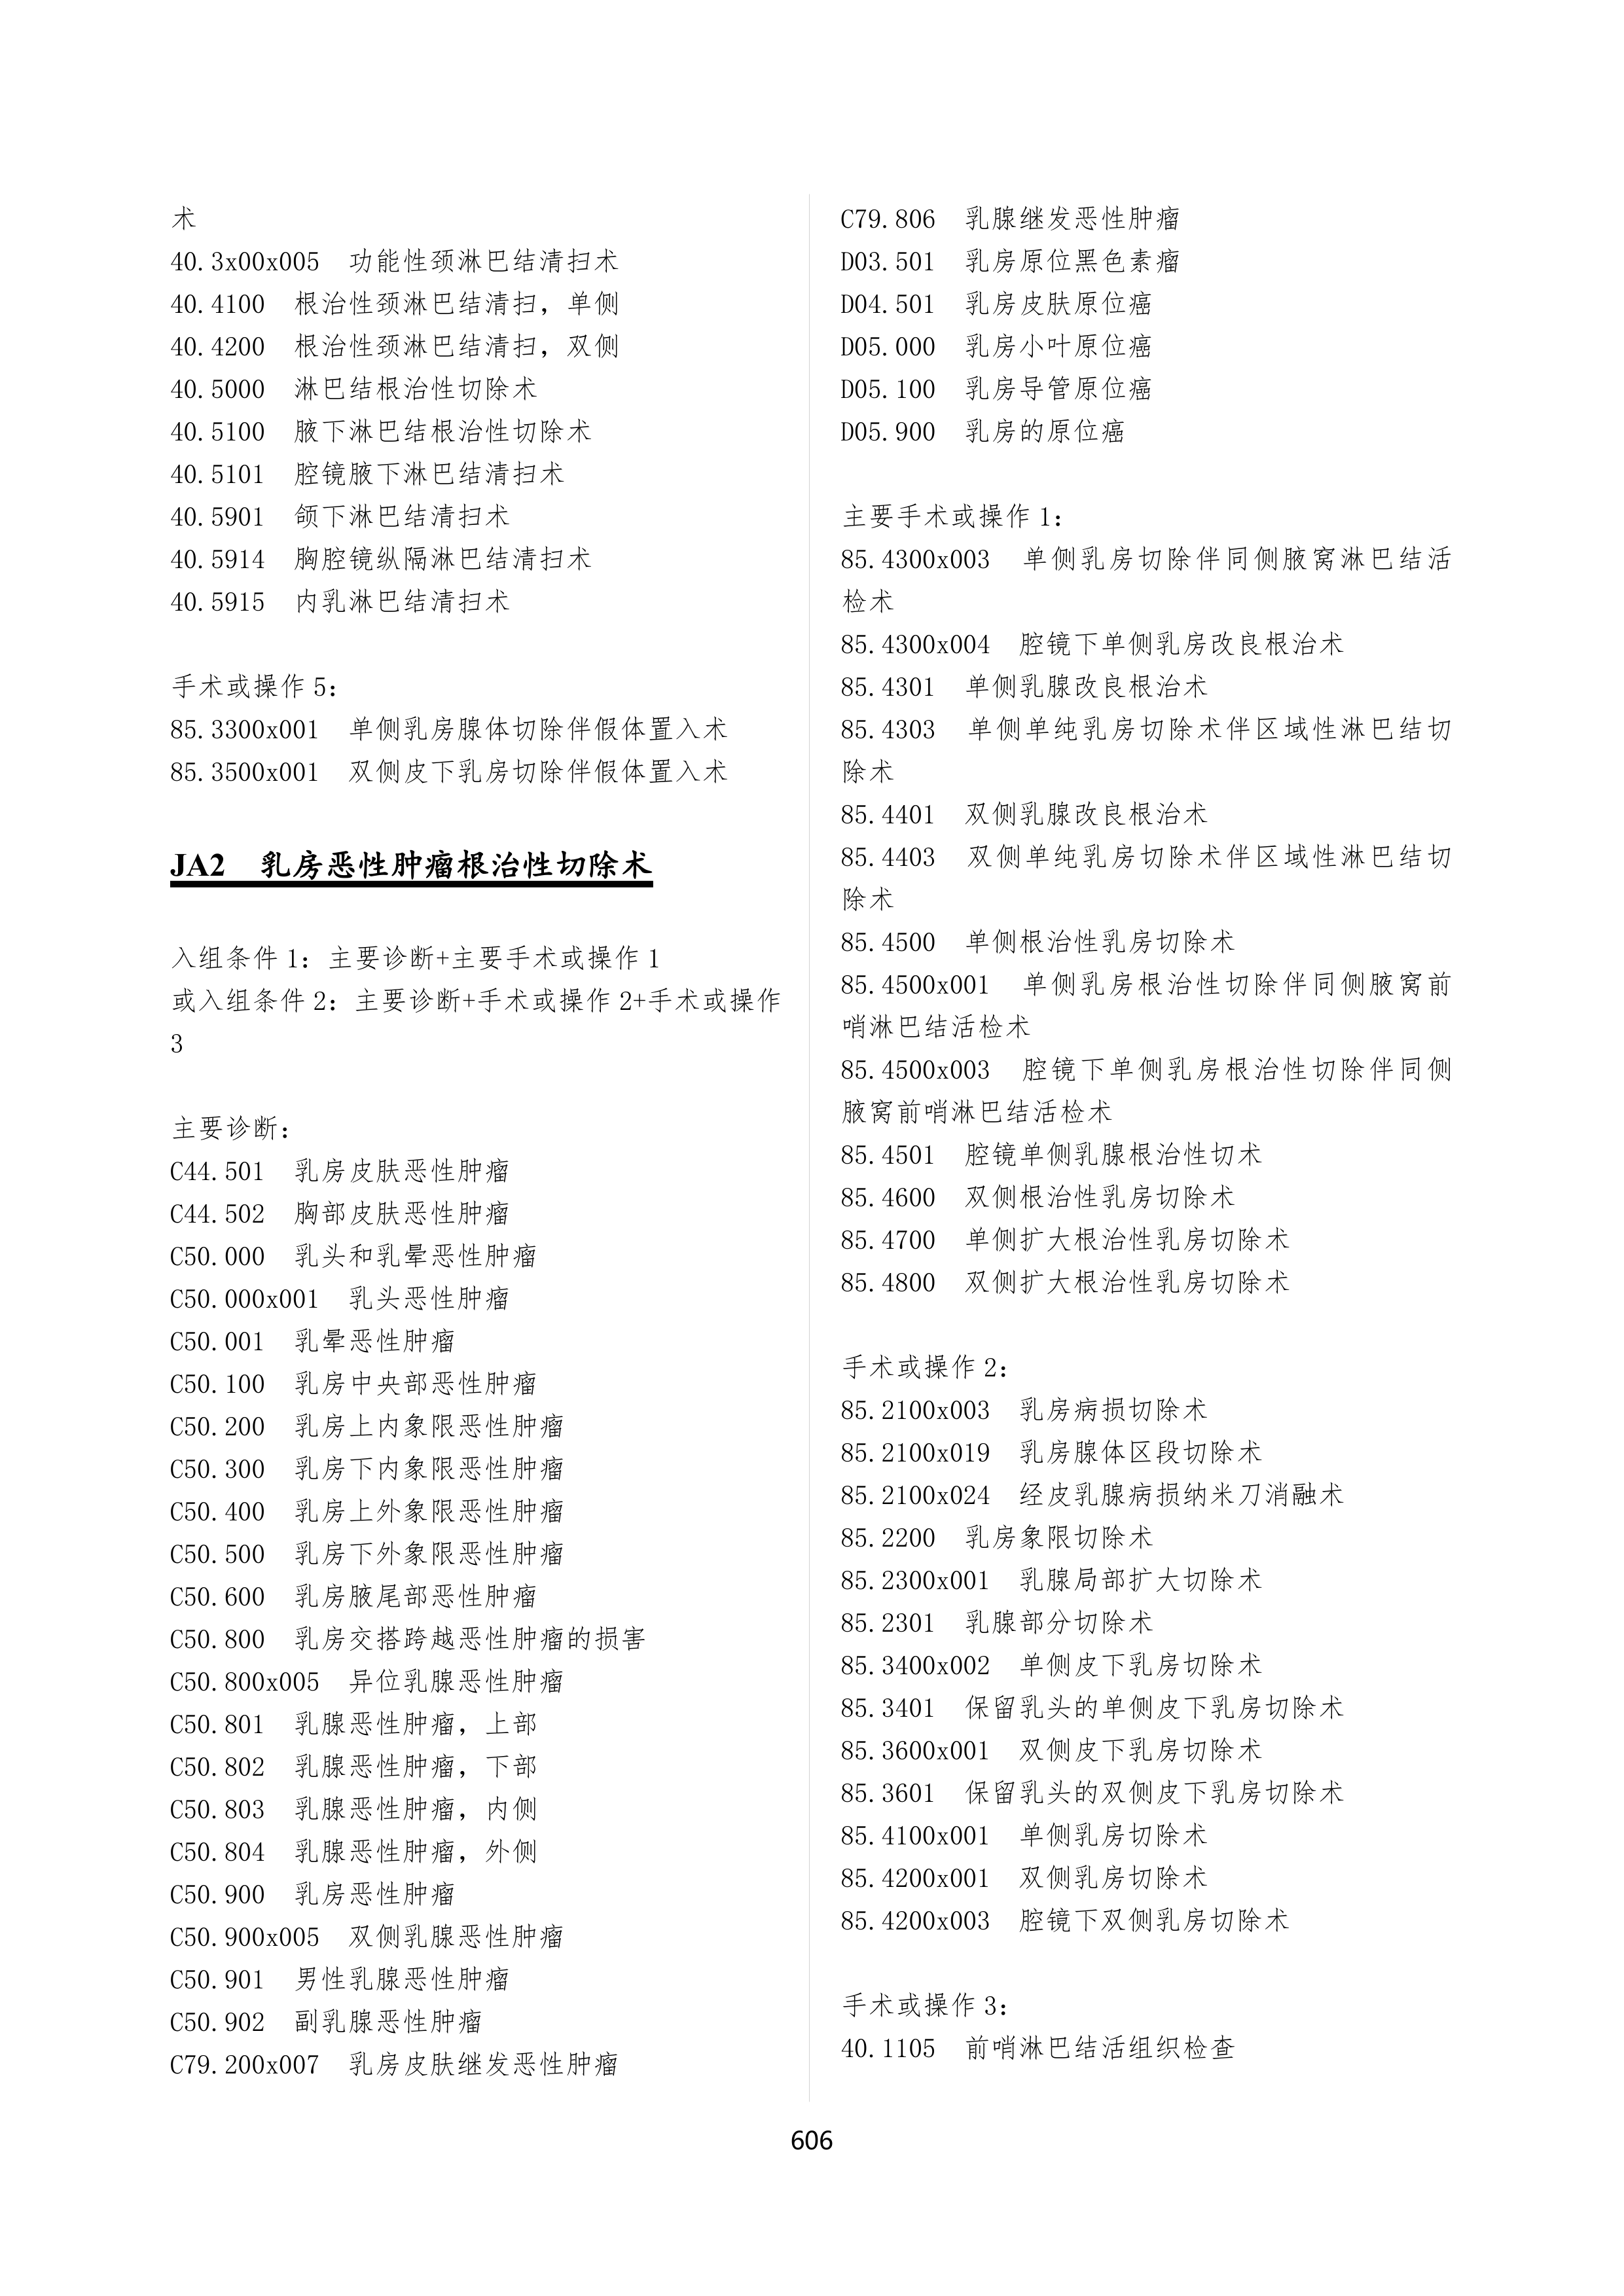 术
40.3x00x005 功能性颈淋巴结清扫术
40.4100 根治性颈淋巴结清扫，单侧
40.4200 根治性颈淋巴结清扫，双侧
40.5000 淋巴结根治性切除术
40.5100 腋下淋巴结根治性切除术
40.5101 腔镜腋下淋巴结清扫术
40.5901 颌下淋巴结清扫术
40.5914 胸腔镜纵隔淋巴结清扫术
40.5915 内乳淋巴结清扫术
手术或操作 5：
85.3300x001 单侧乳房腺体切除伴假体置入术
85.3500x001 双侧皮下乳房切除伴假体置入术
JA2 乳房恶性肿瘤根治性切除术
入组条件 1：主要诊断+主要手术或操作 1
或入组条件 2：主要诊断+手术或操作 2+手术或操作
3
主要诊断：
C44.501 乳房皮肤恶性肿瘤
C44.502 胸部皮肤恶性肿瘤
C50.000 乳头和乳晕恶性肿瘤
C50.000x001 乳头恶性肿瘤
C50.001 乳晕恶性肿瘤
C50.100 乳房中央部恶性肿瘤
C50.200 乳房上内象限恶性肿瘤
C50.300 乳房下内象限恶性肿瘤
C50.400 乳房上外象限恶性肿瘤
C50.500 乳房下外象限恶性肿瘤
C50.600 乳房腋尾部恶性肿瘤
C50.800 乳房交搭跨越恶性肿瘤的损害
C50.800x005 异位乳腺恶性肿瘤
C50.801 乳腺恶性肿瘤，上部
C50.802 乳腺恶性肿瘤，下部
C50.803 乳腺恶性肿瘤，内侧
C50.804 乳腺恶性肿瘤，外侧
C50.900 乳房恶性肿瘤
C50.900x005 双侧乳腺恶性肿瘤
C50.901 男性乳腺恶性肿瘤
C50.902 副乳腺恶性肿瘤
C79.200x007 乳房皮肤继发恶性肿瘤
C79.806 乳腺继发恶性肿瘤
D03.501 乳房原位黑色素瘤
D04.501 乳房皮肤原位癌
D05.000 乳房小叶原位癌
D05.100 乳房导管原位癌
D05.900 乳房的原位癌
主要手术或操作 1：
85.4300x003 单侧乳房切除伴同侧腋窝淋巴结活
检术
85.4300x004 腔镜下单侧乳房改良根治术
85.4301 单侧乳腺改良根治术
85.4303 单侧单纯乳房切除术伴区域性淋巴结切
除术
85.4401 双侧乳腺改良根治术
85.4403 双侧单纯乳房切除术伴区域性淋巴结切
除术
85.4500 单侧根治性乳房切除术
85.4500x001 单侧乳房根治性切除伴同侧腋窝前
哨淋巴结活检术
85.4500x003 腔镜下单侧乳房根治性切除伴同侧
腋窝前哨淋巴结活检术
85.4501 腔镜单侧乳腺根治性切术
85.4600 双侧根治性乳房切除术
85.4700 单侧扩大根治性乳房切除术
85.4800 双侧扩大根治性乳房切除术
手术或操作 2：
85.2100x003 乳房病损切除术
85.2100x019 乳房腺体区段切除术
85.2100x024 经皮乳腺病损纳米刀消融术
85.2200 乳房象限切除术
85.2300x001 乳腺局部扩大切除术
85.2301 乳腺部分切除术
85.3400x002 单侧皮下乳房切除术
85.3401 保留乳头的单侧皮下乳房切除术
85.3600x001 双侧皮下乳房切除术
85.3601 保留乳头的双侧皮下乳房切除术
85.4100x001 单侧乳房切除术
85.4200x001 双侧乳房切除术
85.4200x003 腔镜下双侧乳房切除术
手术或操作 3：
40.1105 前哨淋巴结活组织检查
606